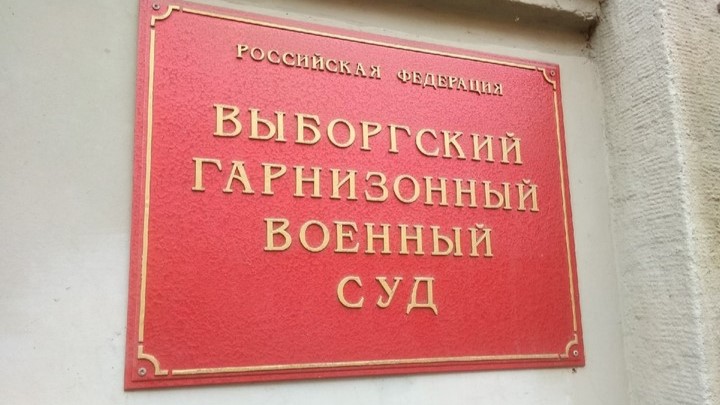 РОССИЙСКАЯ ФЕДЕРАЦИЯ
ВЫБОРГСКИЙ
ГАРНИЗОННЫЙ
ВОЕННЫЙ
СУД